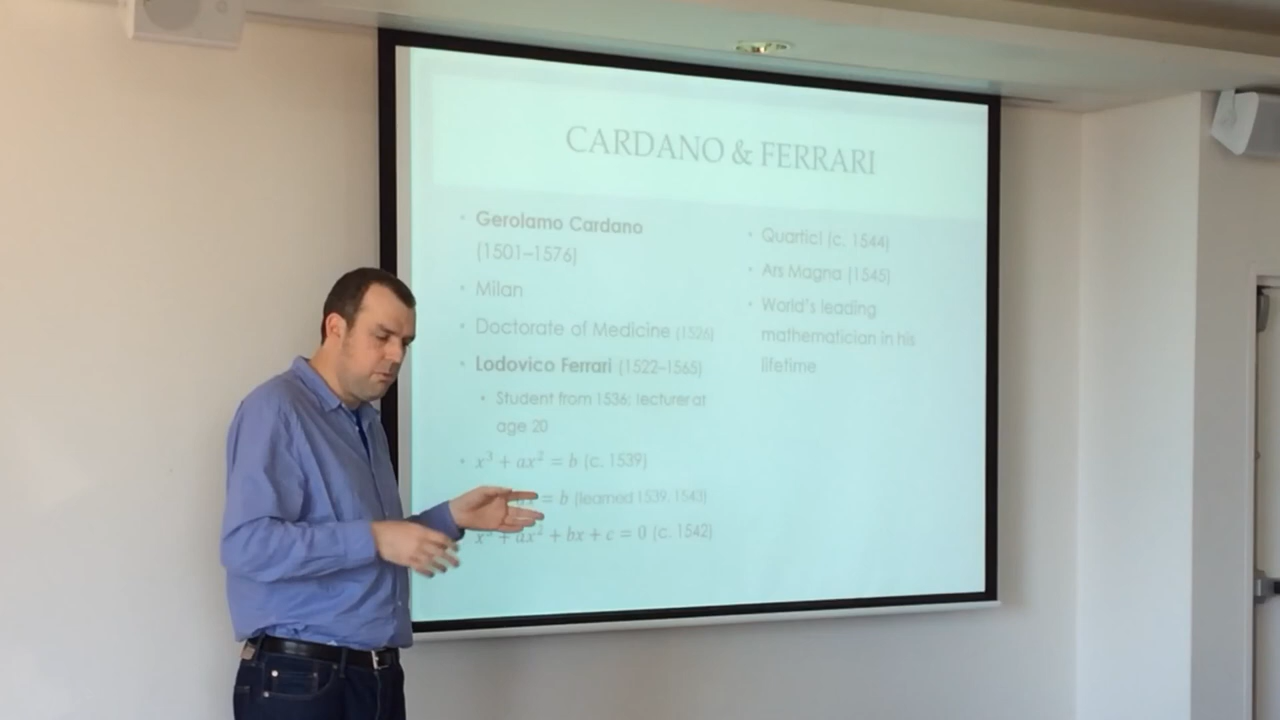 CARDANO & FERRARI
• Gerolamo Cardano
(1501–1576)
• Milan
• Doctorate of Medicine (1526)
• Lodovico Ferrari (1522–1565)
• Student from 1536; lecturer at
age 20
• x³ + ax² = b (c. 1539)
= b (learned 1539, 1543)
x³ + ax² + bx + c = 0 (c. 1542)
• Quartic! (c. 1544)
• Ars Magna (1545)
• World's leading
mathematician in his
lifetime